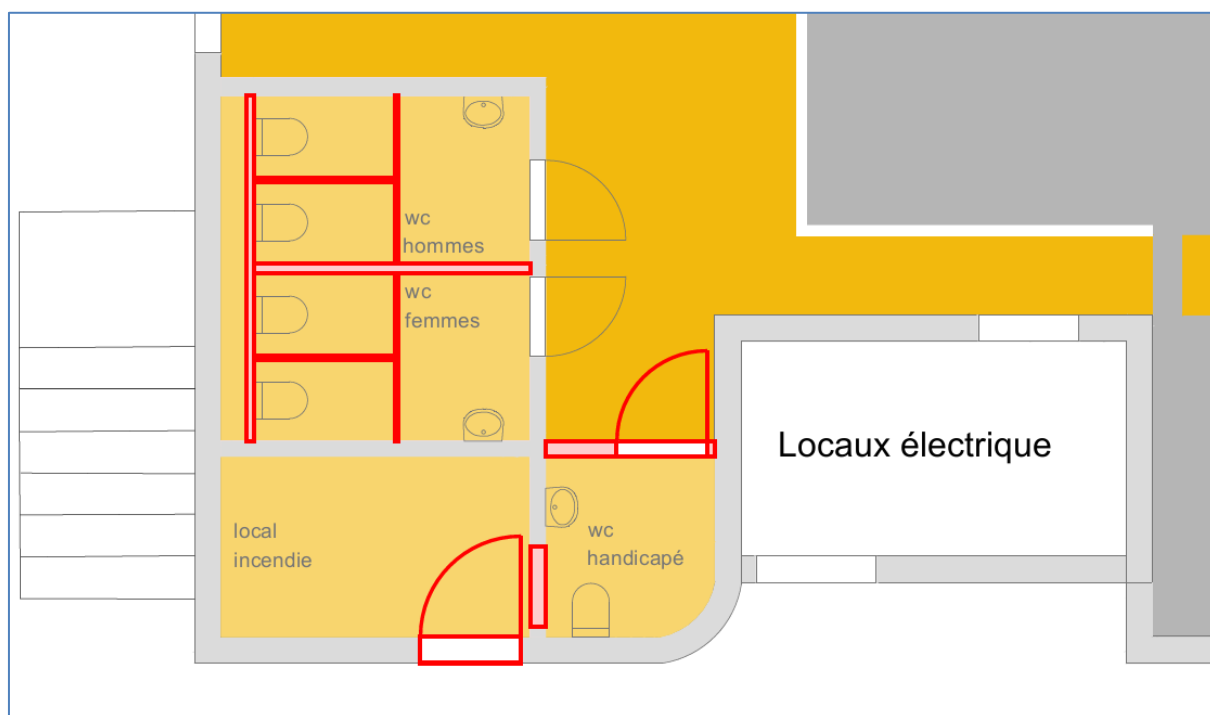 wc
hommes
wc
femmes
Locaux électrique
local
incendie
wc
handicapé